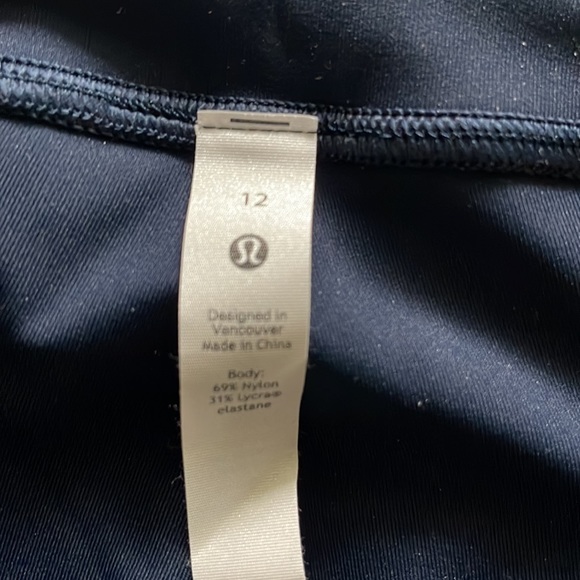 12
Designed in
Vancouver
Made in China
Body:
69% Nylon
31% Lycra®
elastane